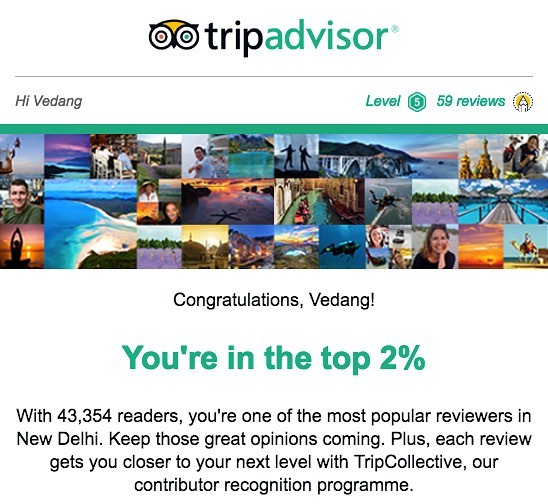 tripadvisor®
Hi Vedang
Level 5 59 reviews
Congratulations, Vedang!
You're in the top 2%
With 43,354 readers, you're one of the most popular reviewers in
New Delhi. Keep those great opinions coming. Plus, each review
gets you closer to your next level with TripCollective, our
contributor recognition programme.